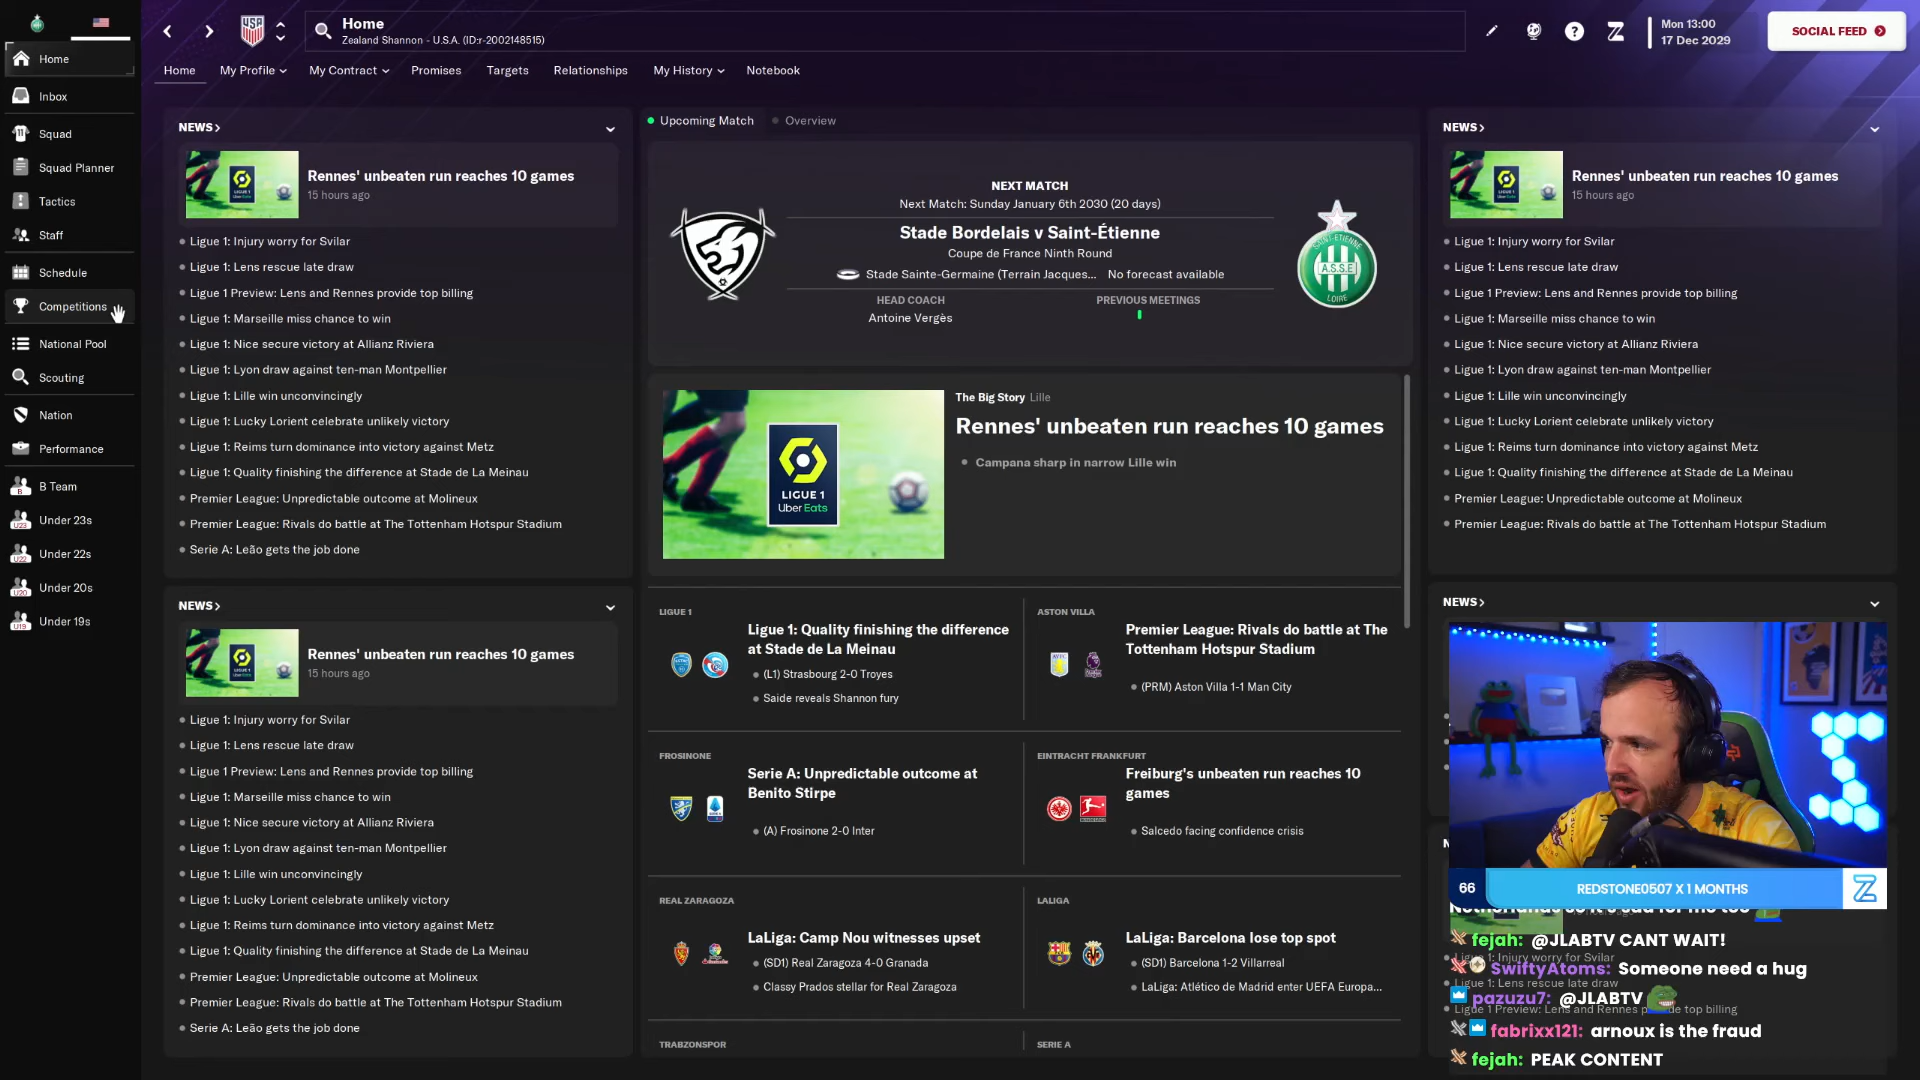 Home
Zealand Shannon - U.S.A. (ID:r-2002148515)
Mon 13:00
17 Dec 2029
SOCIAL FEED
Home
My Profile
My Contract
Promises
Targets
Relationships
My History
Notebook
Home
Inbox
Squad
Squad Planner
Tactics
Staff
Schedule
Competitions
National Pool
Scouting
Nation
Performance
B Team
Under 23s
Under 22s
Under 20s
Under 19s
NEWS >
Rennes' unbeaten run reaches 10 games
15 hours ago
Ligue 1: Injury worry for Svilar
Ligue 1: Lens rescue late draw
Ligue 1 Preview: Lens and Rennes provide top billing
Ligue 1: Marseille miss chance to win
Ligue 1: Nice secure victory at Allianz Riviera
Ligue 1: Lyon draw against ten-man Montpellier
Ligue 1: Lille win unconvincingly
Ligue 1: Lucky Lorient celebrate unlikely victory
Ligue 1: Reims turn dominance into victory against Metz
Ligue 1: Quality finishing the difference at Stade de La Meinau
Premier League: Unpredictable outcome at Molineux
Premier League: Rivals do battle at The Tottenham Hotspur Stadium
Serie A: Leão gets the job done
NEWS >
Rennes' unbeaten run reaches 10 games
15 hours ago
Ligue 1: Injury worry for Svilar
Ligue 1: Lens rescue late draw
Ligue 1 Preview: Lens and Rennes provide top billing
Ligue 1: Marseille miss chance to win
Ligue 1: Nice secure victory at Allianz Riviera
Ligue 1: Lyon draw against ten-man Montpellier
Ligue 1: Lille win unconvincingly
Ligue 1: Lucky Lorient celebrate unlikely victory
Ligue 1: Reims turn dominance into victory against Metz
Ligue 1: Quality finishing the difference at Stade de La Meinau
Premier League: Unpredictable outcome at Molineux
Premier League: Rivals do battle at The Tottenham Hotspur Stadium
Serie A: Leão gets the job done
Upcoming Match
Overview
NEXT MATCH
Next Match: Sunday January 6th 2030 (20 days)
Stade Bordelais v Saint-Étienne
Coupe de France Ninth Round
Stade Sainte-Germaine (Terrain Jacques... No forecast available
HEAD COACH
Antoine Vergès
PREVIOUS MEETINGS
SAINT-ETIENNE
A.S.S.E
LOIRE
LIGUE 1
Uber Eats
The Big Story Lille
Rennes' unbeaten run reaches 10 games
Campana sharp in narrow Lille win
LIGUE 1
Ligue 1: Quality finishing the difference
at Stade de La Meinau
(L1) Strasbourg 2-0 Troyes
Saide reveals Shannon fury
ASTON VILLA
Premier League: Rivals do battle at The
Tottenham Hotspur Stadium
(PRM) Aston Villa 1-1 Man City
FROSINONE
Serie A: Unpredictable outcome at
Benito Stirpe
(A) Frosinone 2-0 Inter
EINTRACHT FRANKFURT
Freiburg's unbeaten run reaches 10
games
Salcedo facing confidence crisis
REAL ZARAGOZA
LaLiga: Camp Nou witnesses upset
(SD1) Real Zaragoza 4-0 Granada
Classy Prados stellar for Real Zaragoza
LALIGA
LaLiga: Barcelona lose top spot
(SD1) Barcelona 1-2 Villarreal
LaLiga: Atlético de Madrid enter UEFA Europa...
TRABZONSPOR
SERIE A
NEWS >
Rennes' unbeaten run reaches 10 games
15 hours ago
Ligue 1: Injury worry for Svilar
Ligue 1: Lens rescue late draw
Ligue 1 Preview: Lens and Rennes provide top billing
Ligue 1: Marseille miss chance to win
Ligue 1: Nice secure victory at Allianz Riviera
Ligue 1: Lyon draw against ten-man Montpellier
Ligue 1: Lille win unconvincingly
Ligue 1: Lucky Lorient celebrate unlikely victory
Ligue 1: Reims turn dominance into victory against Metz
Ligue 1: Quality finishing the difference at Stade de La Meinau
Premier League: Unpredictable outcome at Molineux
Premier League: Rivals do battle at The Tottenham Hotspur Stadium
NEWS >
66
REDSTONE0507 X 1 MONTHS
fejah: @JLABTV CANT WAIT!
SwiftyAtoms: Someone need a hug
pazuzu7: @JLABTV
fabrixx121: arnoux is the fraud
fejah: PEAK CONTENT